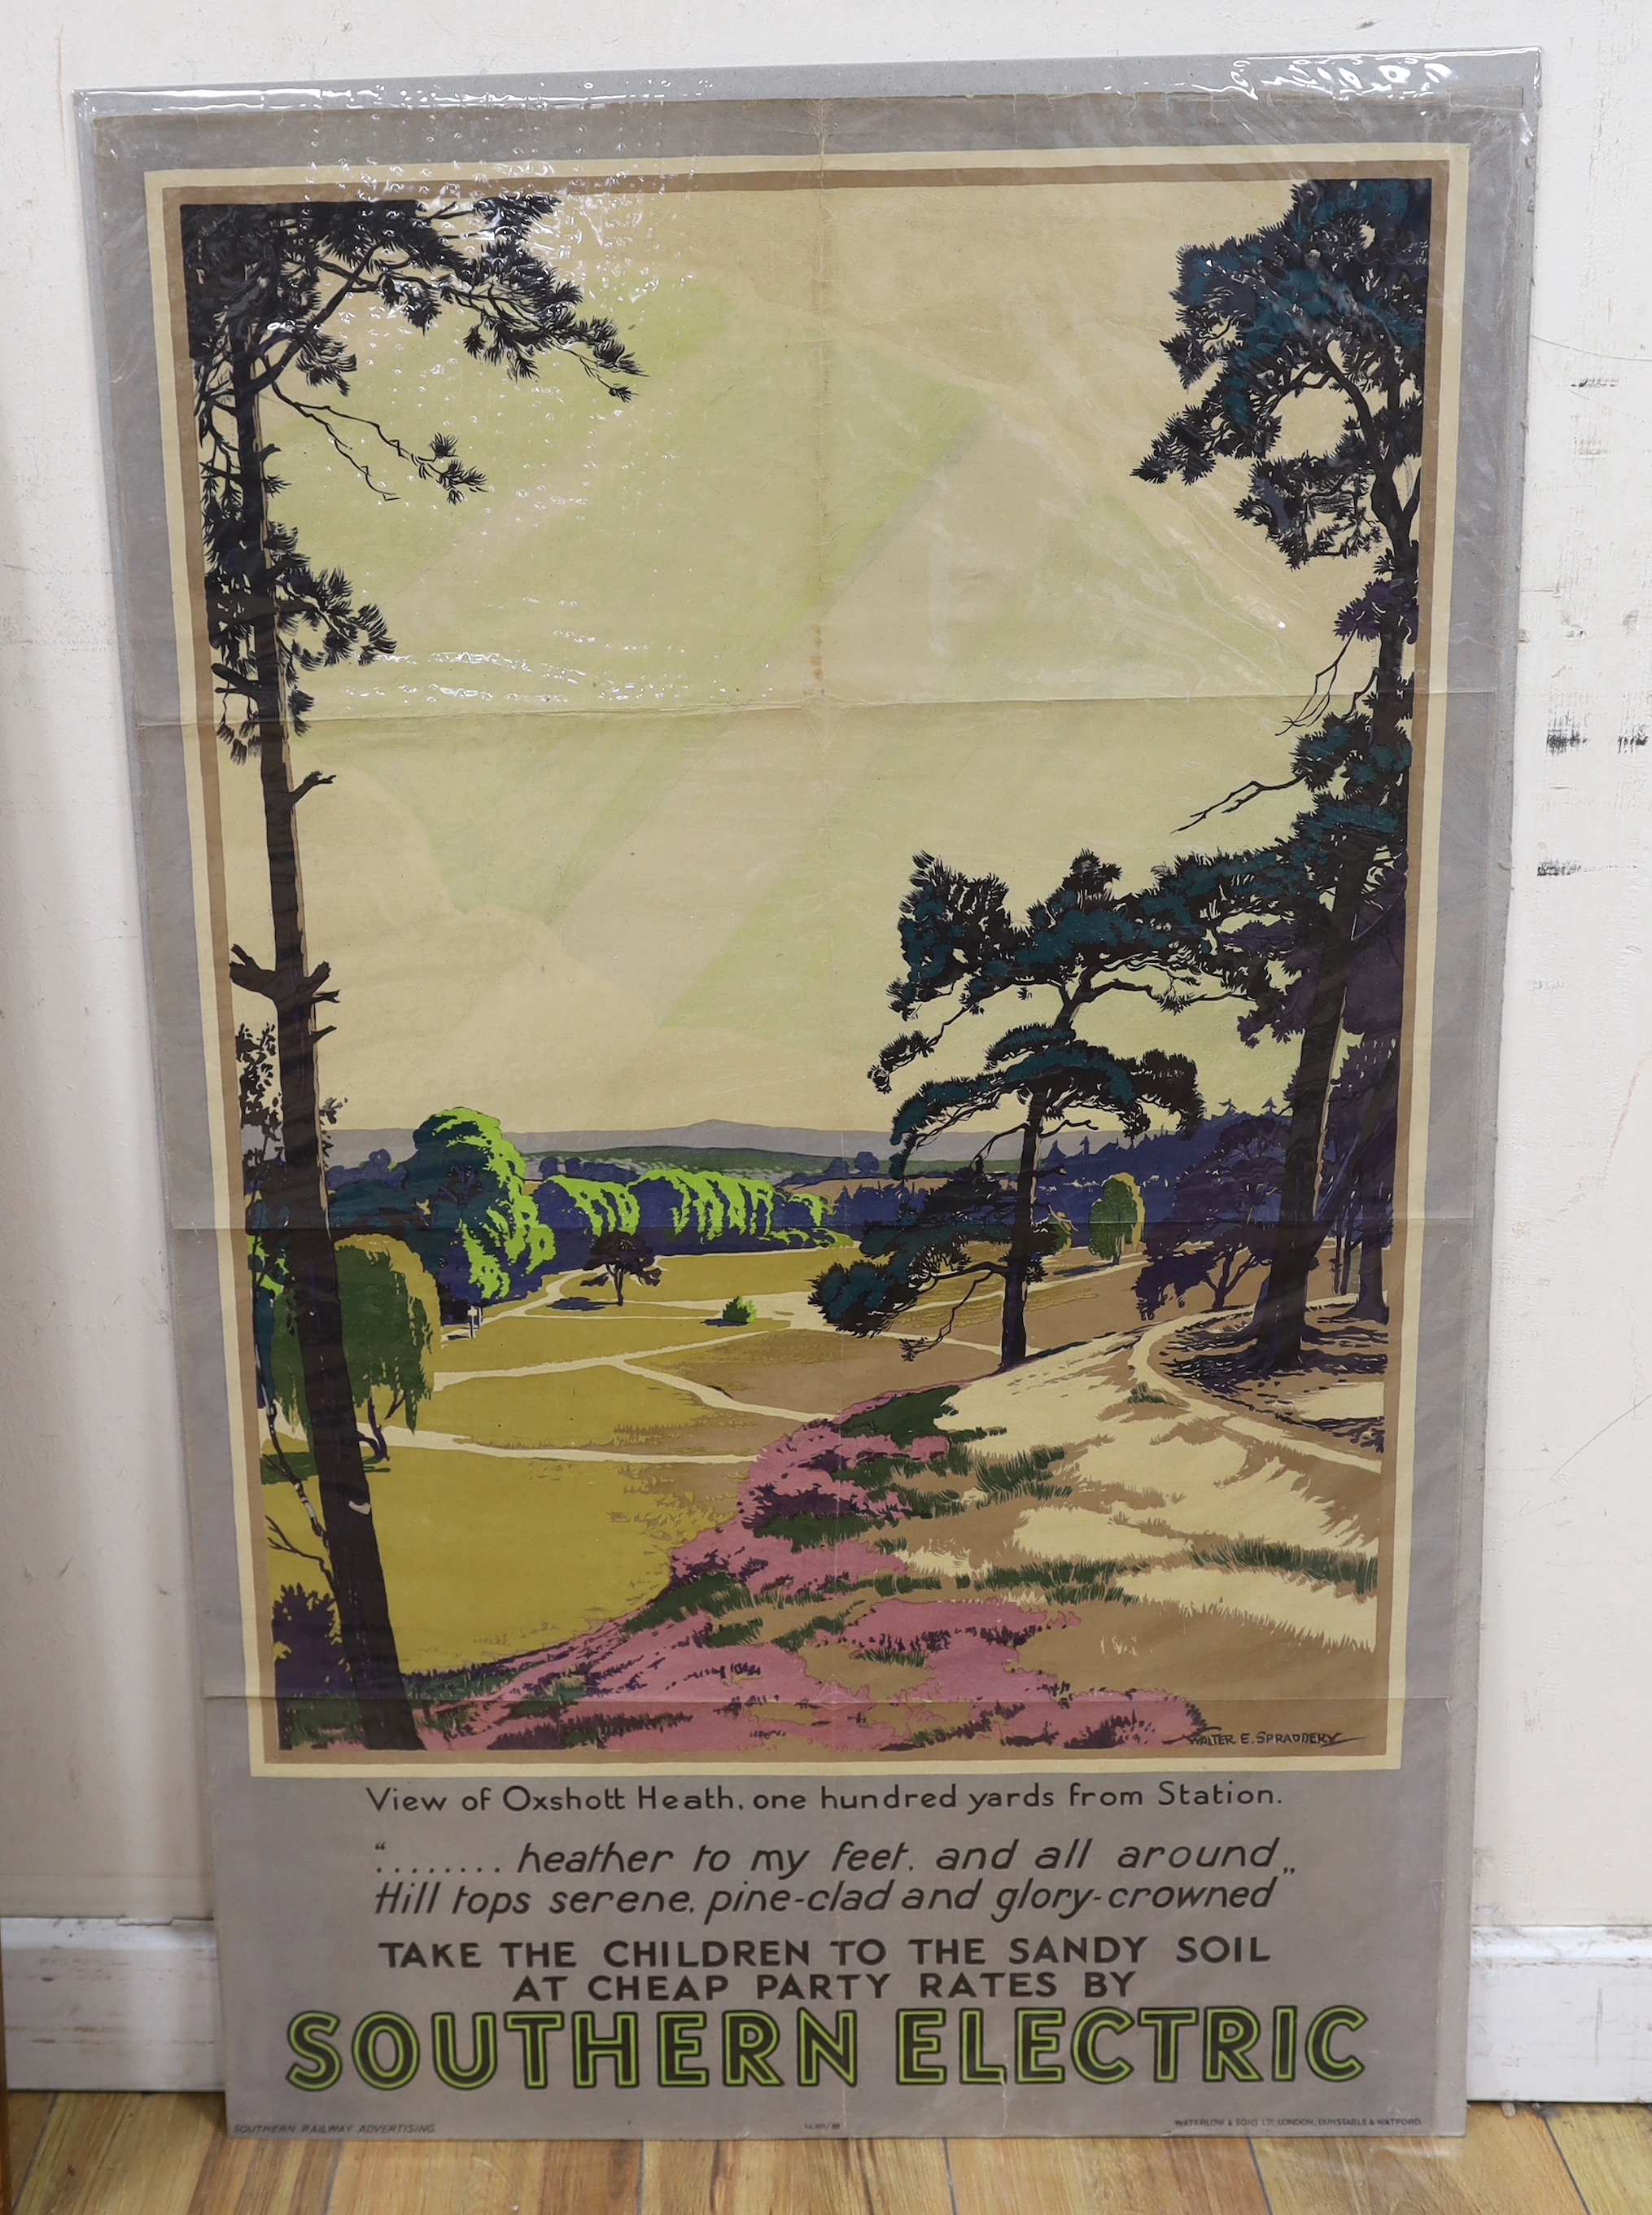 WALTER E. SPRADBERY
View of Oxshott Heath, one hundred yards from Station.
“........ heather to my feet, and all around
Hill tops serene, pine-clad and glory-crowned”
TAKE THE CHILDREN TO THE SANDY SOIL
AT CHEAP PARTY RATES BY
SOUTHERN ELECTRIC
SOUTHERN RAILWAY ADVERTISING.
WATERLOW & SONS LTD. LONDON, DUNSTABLE & WATFORD.